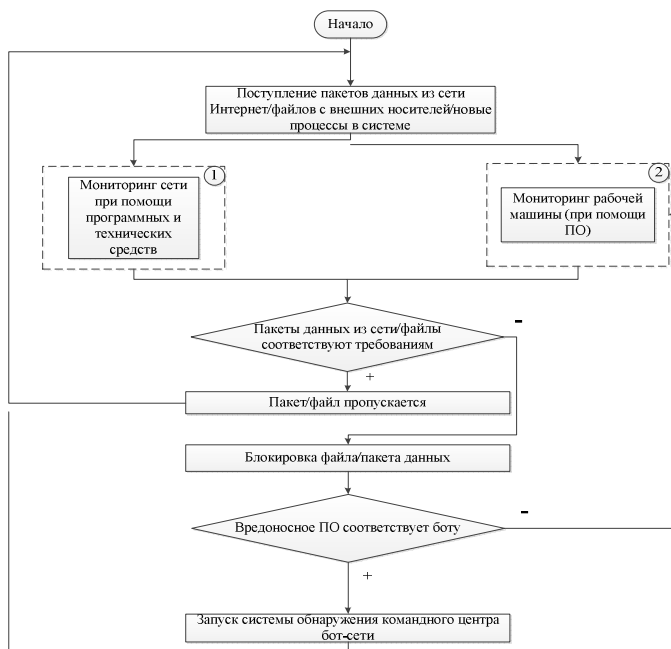 Начало
Поступление пакетов данных из сети
Интернет/файлов с внешних носителей/новые
процессы в системе
1
Мониторинг сети
при помощи
программных и
технических
средств
2
Мониторинг рабочей
машины (при помощи
ПО)
Пакеты данных из сети/файлы
соответствуют требованиям
-
+
Пакет/файл пропускается
Блокировка файла/пакета данных
Вредоносное ПО соответствует боту
-
+
Запуск системы обнаружения командного центра
бот-сети